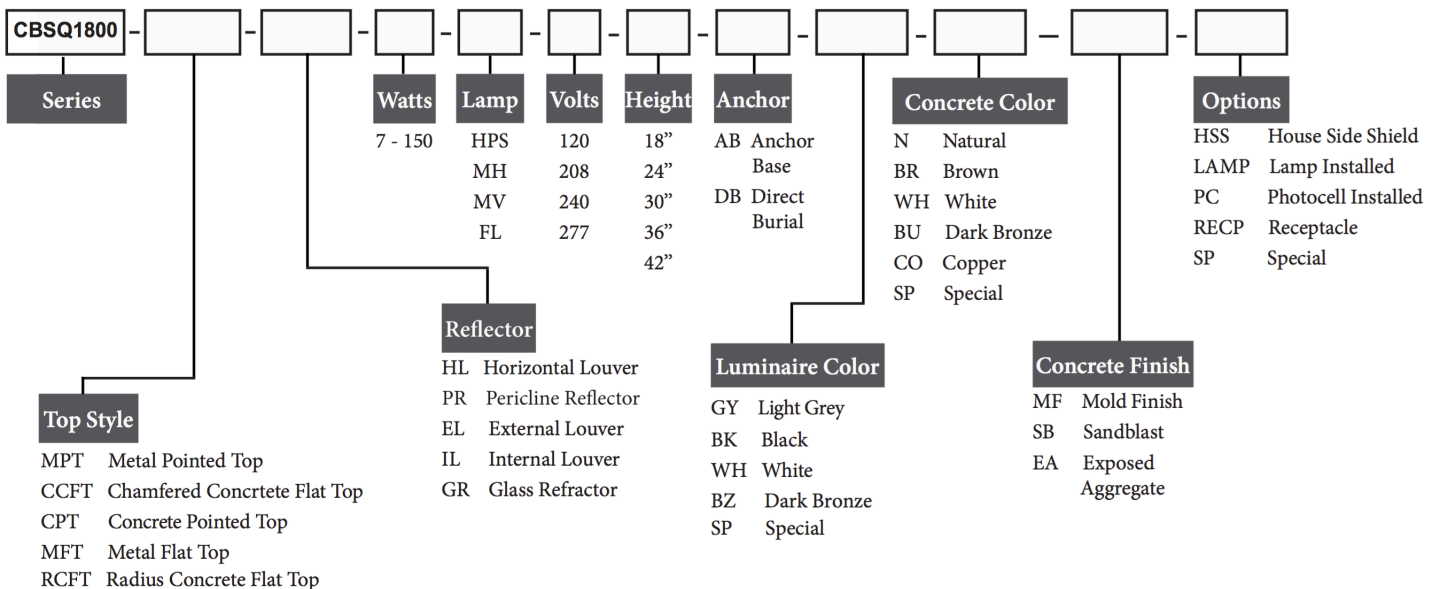 CBSQ1800 - - - - - - - - - — -
Series
Watts
7 - 150
Lamp
HPS
MH
MV
FL
Volts
120
208
240
277
Height
18”
24”
30”
36”
42”
Anchor
AB Anchor
Base
DB Direct
Burial
Concrete Color
N Natural
BR Brown
WH White
BU Dark Bronze
CO Copper
SP Special
Options
HSS House Side Shield
LAMP Lamp Installed
PC Photocell Installed
RECP Receptacle
SP Special
Top Style
MPT Metal Pointed Top
CCFT Chamfered Concrtete Flat Top
CPT Concrete Pointed Top
MFT Metal Flat Top
RCFT Radius Concrete Flat Top
Reflector
HL Horizontal Louver
PR Pericline Reflector
EL External Louver
IL Internal Louver
GR Glass Refractor
Luminaire Color
GY Light Grey
BK Black
WH White
BZ Dark Bronze
SP Special
Concrete Finish
MF Mold Finish
SB Sandblast
EA Exposed
Aggregate